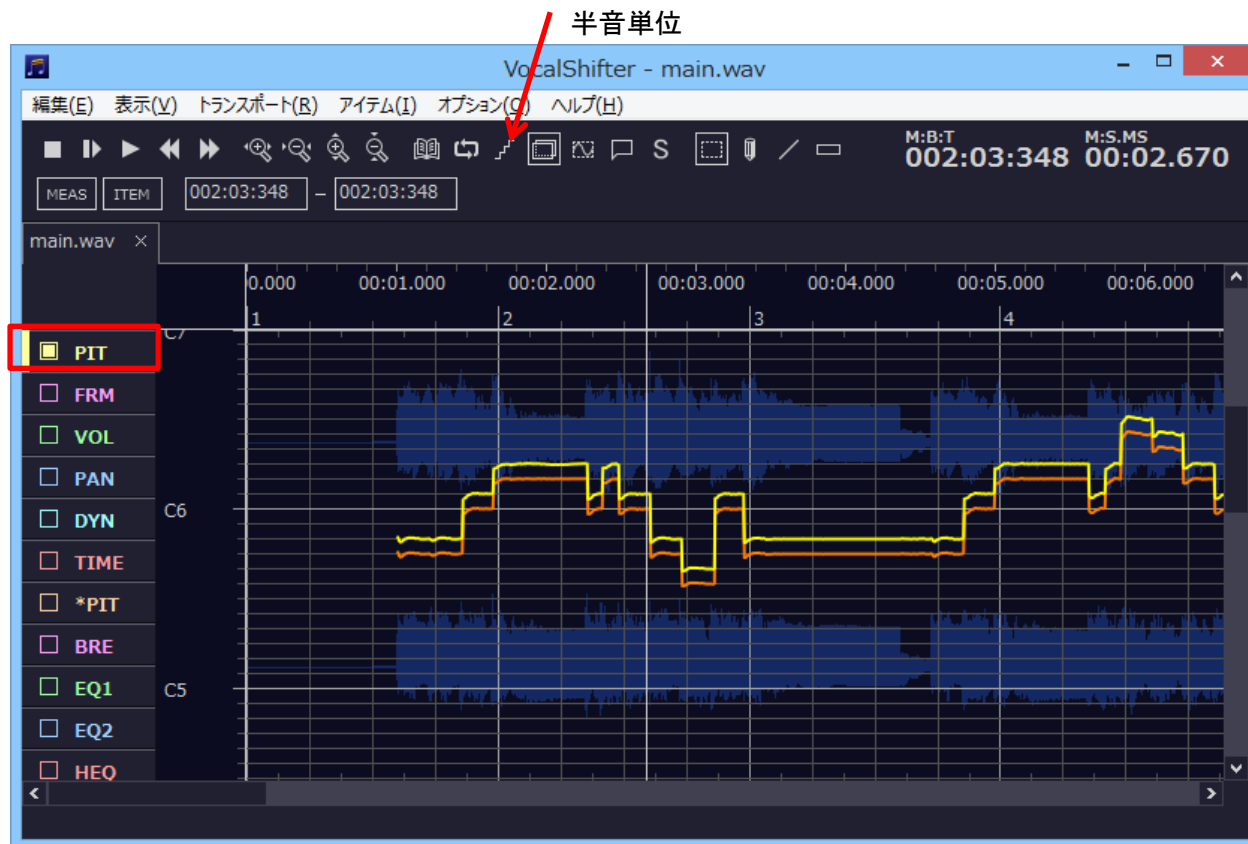 半音単位
VocalShifter - main.wav
編集(E) 表示(V) トランスポート(R) アイテム(I) オプション(O) ヘルプ(H)
S
M:B:T M:S.MS
002:03:348 00:02.670
MEAS ITEM 002:03:348 – 002:03:348
main.wav ×
0.000 00:01.000 00:02.000 00:03.000 00:04.000 00:05.000 00:06.000
1 2 3 4
C7
PIT
FRM
VOL
PAN
C6
DYN
TIME
*PIT
BRE
EQ1
C5
EQ2
HEQ